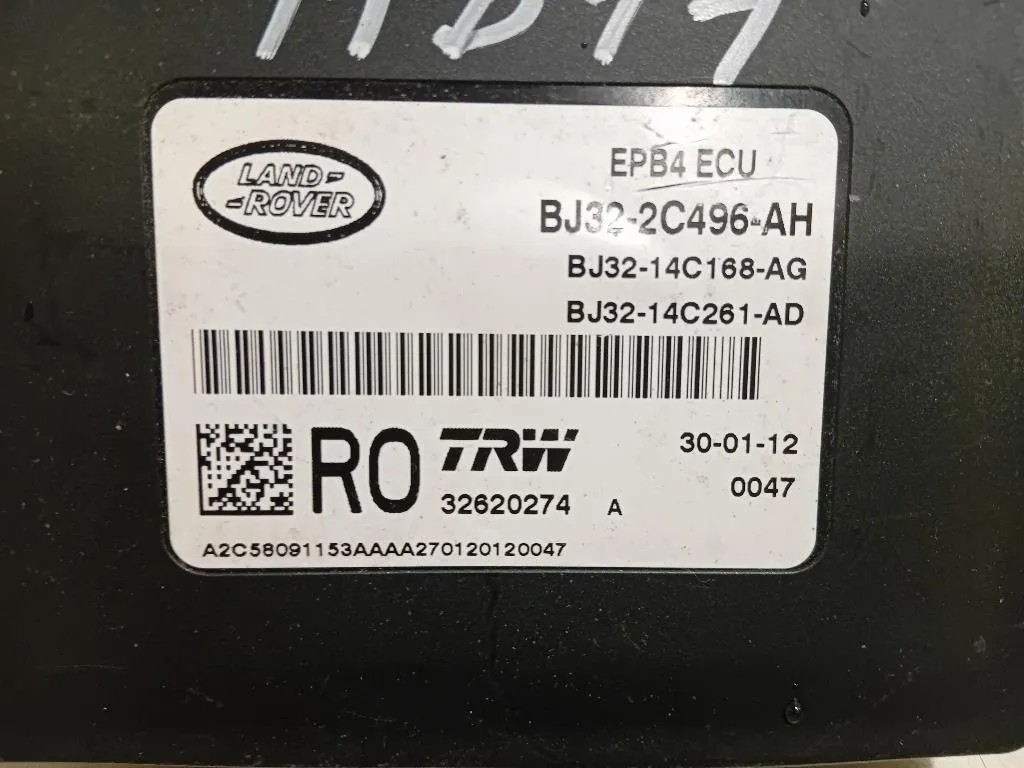 LAND-
-ROVER
EPB4 ECU
BJ32-2C496-AH
BJ32-14C168-AG
BJ32-14C261-AD
RO
TRW
32620274 A
30-01-12
0047
A2C58091153AAAA270120120047